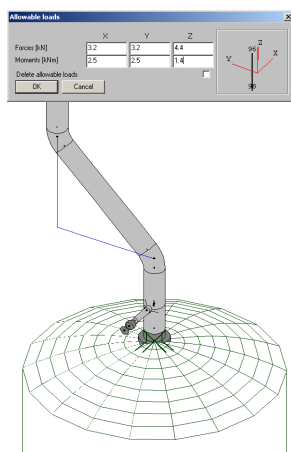 Allowable loads
X Y Z
Forces [kN] 3.2 3.2 4.4
Moments [kNm] 2.5 2.5 1.4
Delete allowable loads
OK Cancel
96 Z
Y X
98